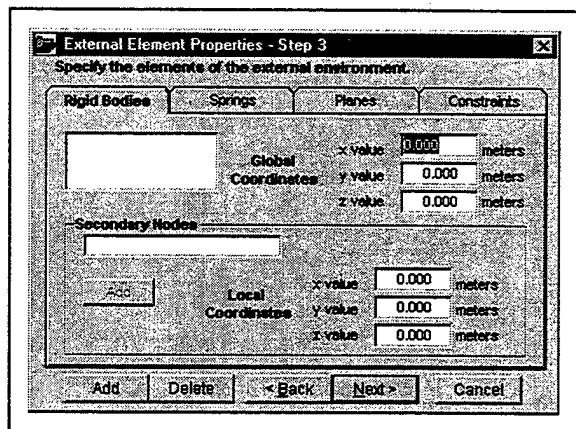 External Element Properties - Step 3
Specify the elements of the external environment.
Rigid Bodies Springs Planes Constraints
Global Coordinates
x value 0.000 meters
y value 0.000 meters
z value 0.000 meters
Secondary Nodes
Add
Local Coordinates
x value 0.000 meters
y value 0.000 meters
z value 0.000 meters
Add Delete < Back Next > Cancel